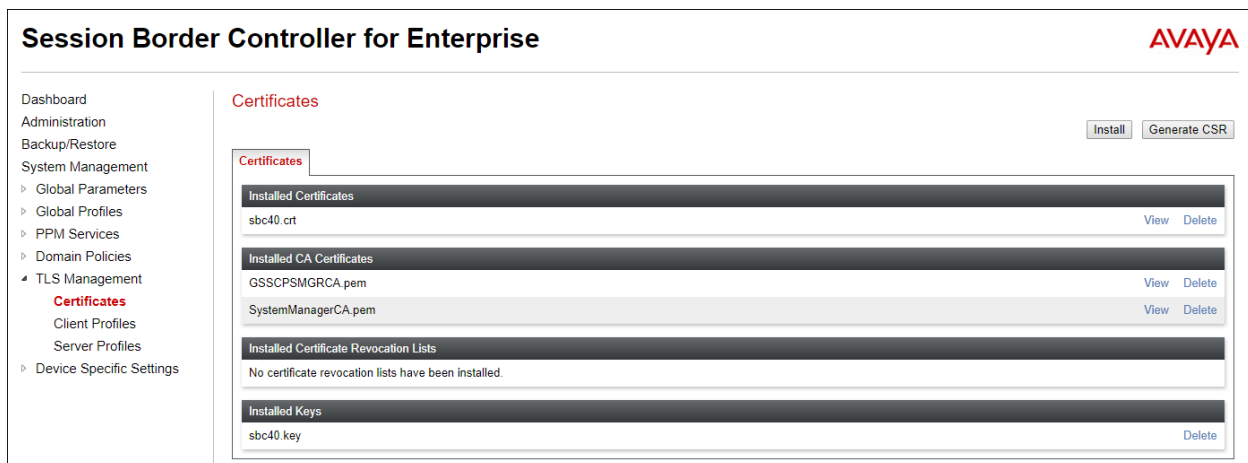 Session Border Controller for Enterprise
AVAYA
Dashboard
Administration
Backup/Restore
System Management
Global Parameters
Global Profiles
PPM Services
Domain Policies
TLS Management
Certificates
Client Profiles
Server Profiles
Device Specific Settings
Certificates
Install Generate CSR
Certificates
Installed Certificates
sbc40.crt View Delete
Installed CA Certificates
GSSCPSMGRCA.pem View Delete
SystemManagerCA.pem View Delete
Installed Certificate Revocation Lists
No certificate revocation lists have been installed.
Installed Keys
sbc40.key Delete